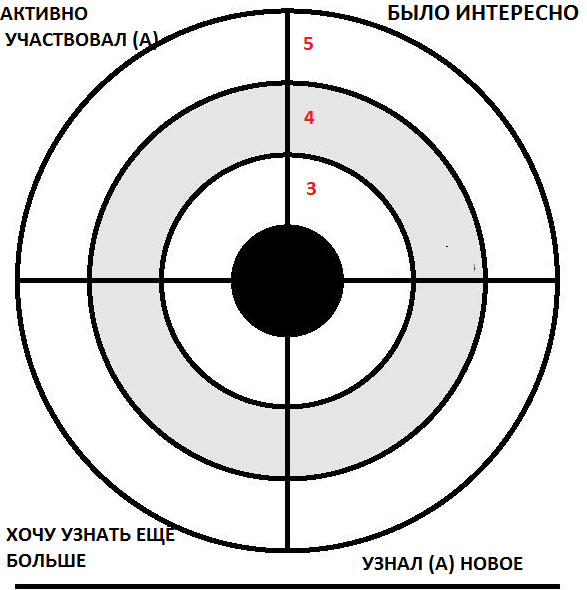 АКТИВНО
УЧАСТВОВАЛ (А)
БЫЛО ИНТЕРЕСНО
5
4
3
ХОЧУ УЗНАТЬ ЕЩЕ
БОЛЬШЕ
УЗНАЛ (А) НОВОЕ